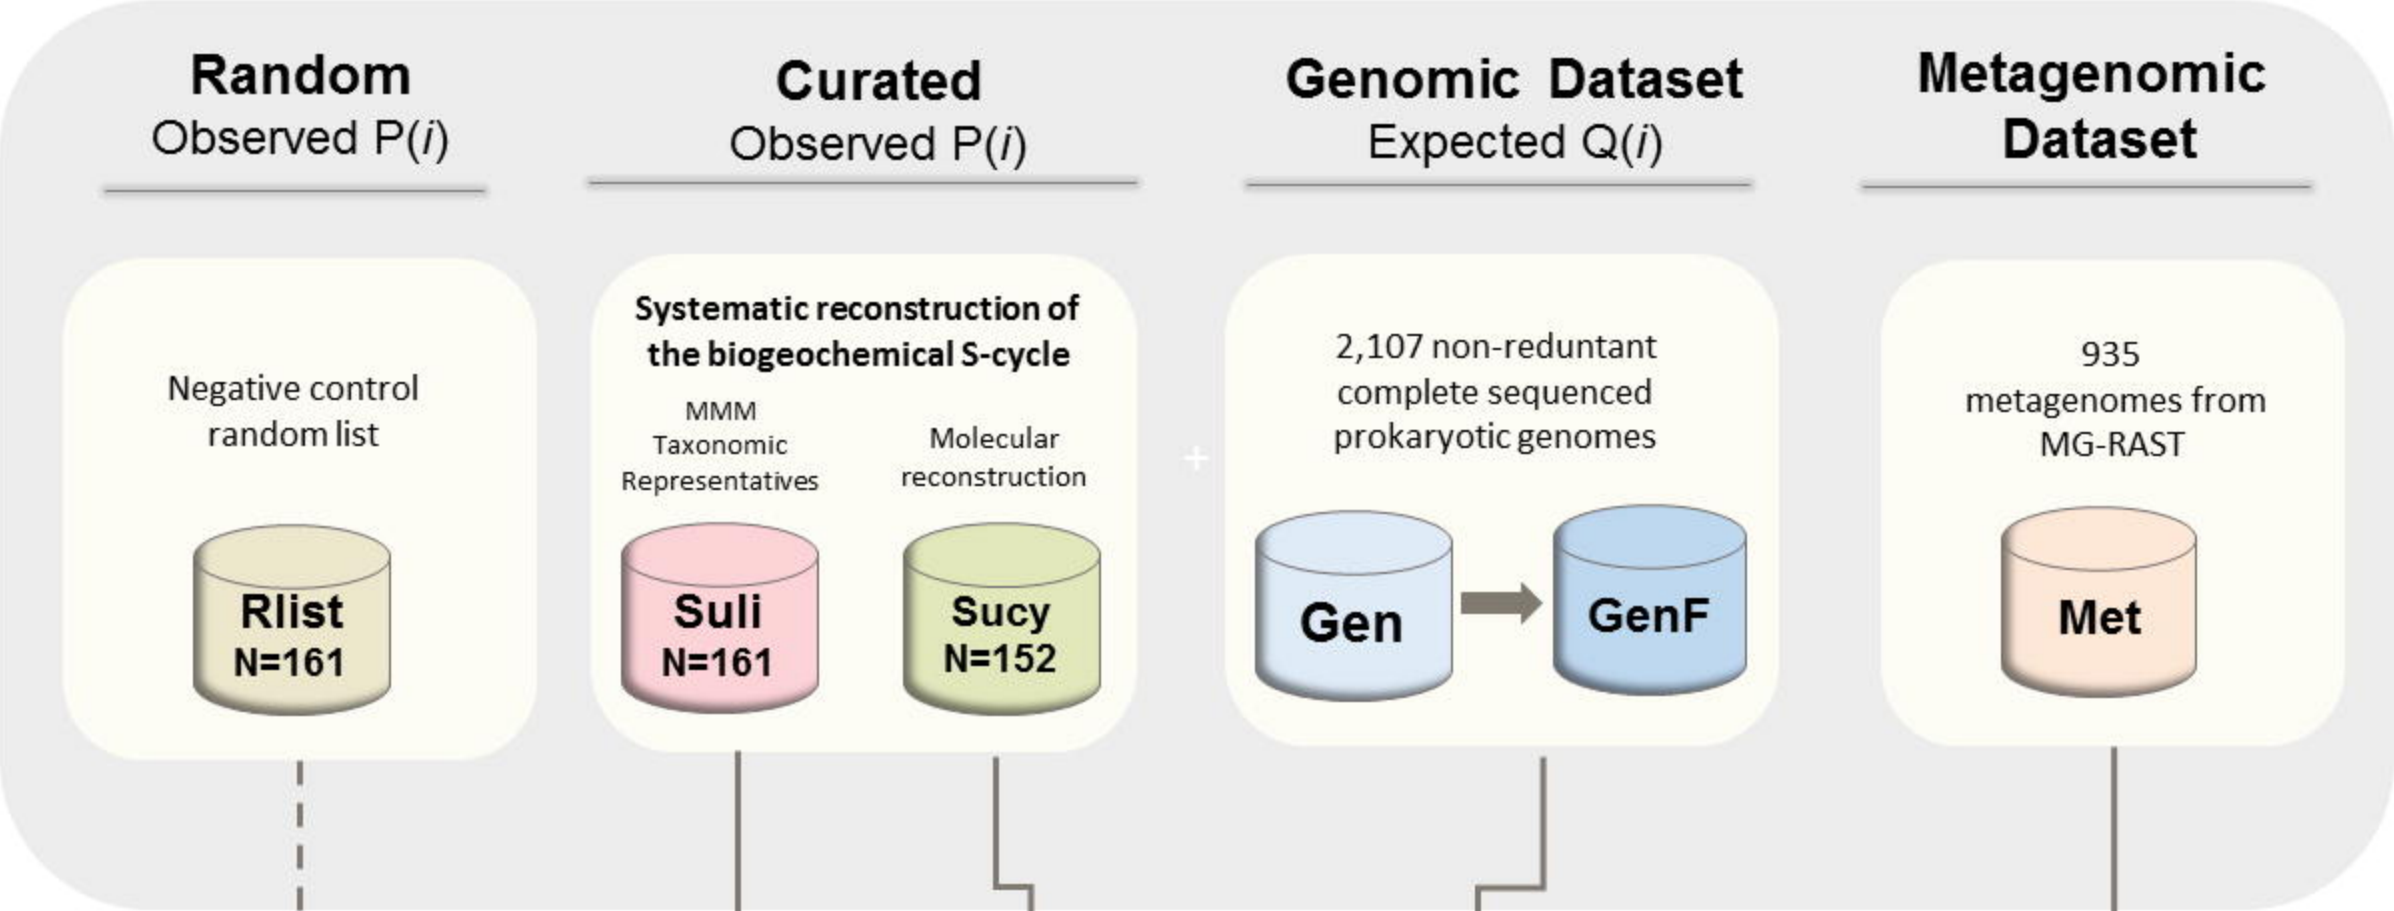 Random
Observed P(i)
Negative control
random list
Rlist
N=161
Curated
Observed P(i)
Systematic reconstruction of
the biogeochemical S-cycle
MMM
Taxonomic
Representatives
Suli
N=161
Molecular
reconstruction
Sucy
N=152
+
Genomic Dataset
Expected Q(i)
2,107 non-reduntant
complete sequenced
prokaryotic genomes
Gen
GenF
Metagenomic
Dataset
935
metagenomes from
MG-RAST
Met